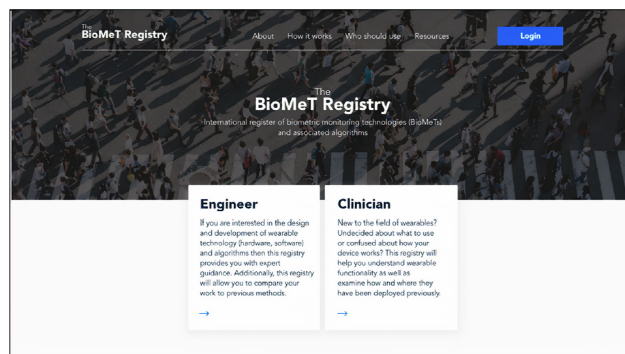 The
BioMeT Registry
About How it works Who should use Resources
Login
The
BioMeT Registry
International register of biometric monitoring technologies (BioMeTs)
and associated algorithms
Engineer
If you are interested in the design
and development of wearable
technology (hardware, software)
and algorithms then this registry
provides you with expert
guidance. Additionally, this registry
will allow you to compare your
work to previous methods.
Clinician
New to the field of wearables?
Undecided about what to use
or confused about how your
device works? This registry will
help you understand wearable
functionality as well as
examine how and where they
have been deployed previously.